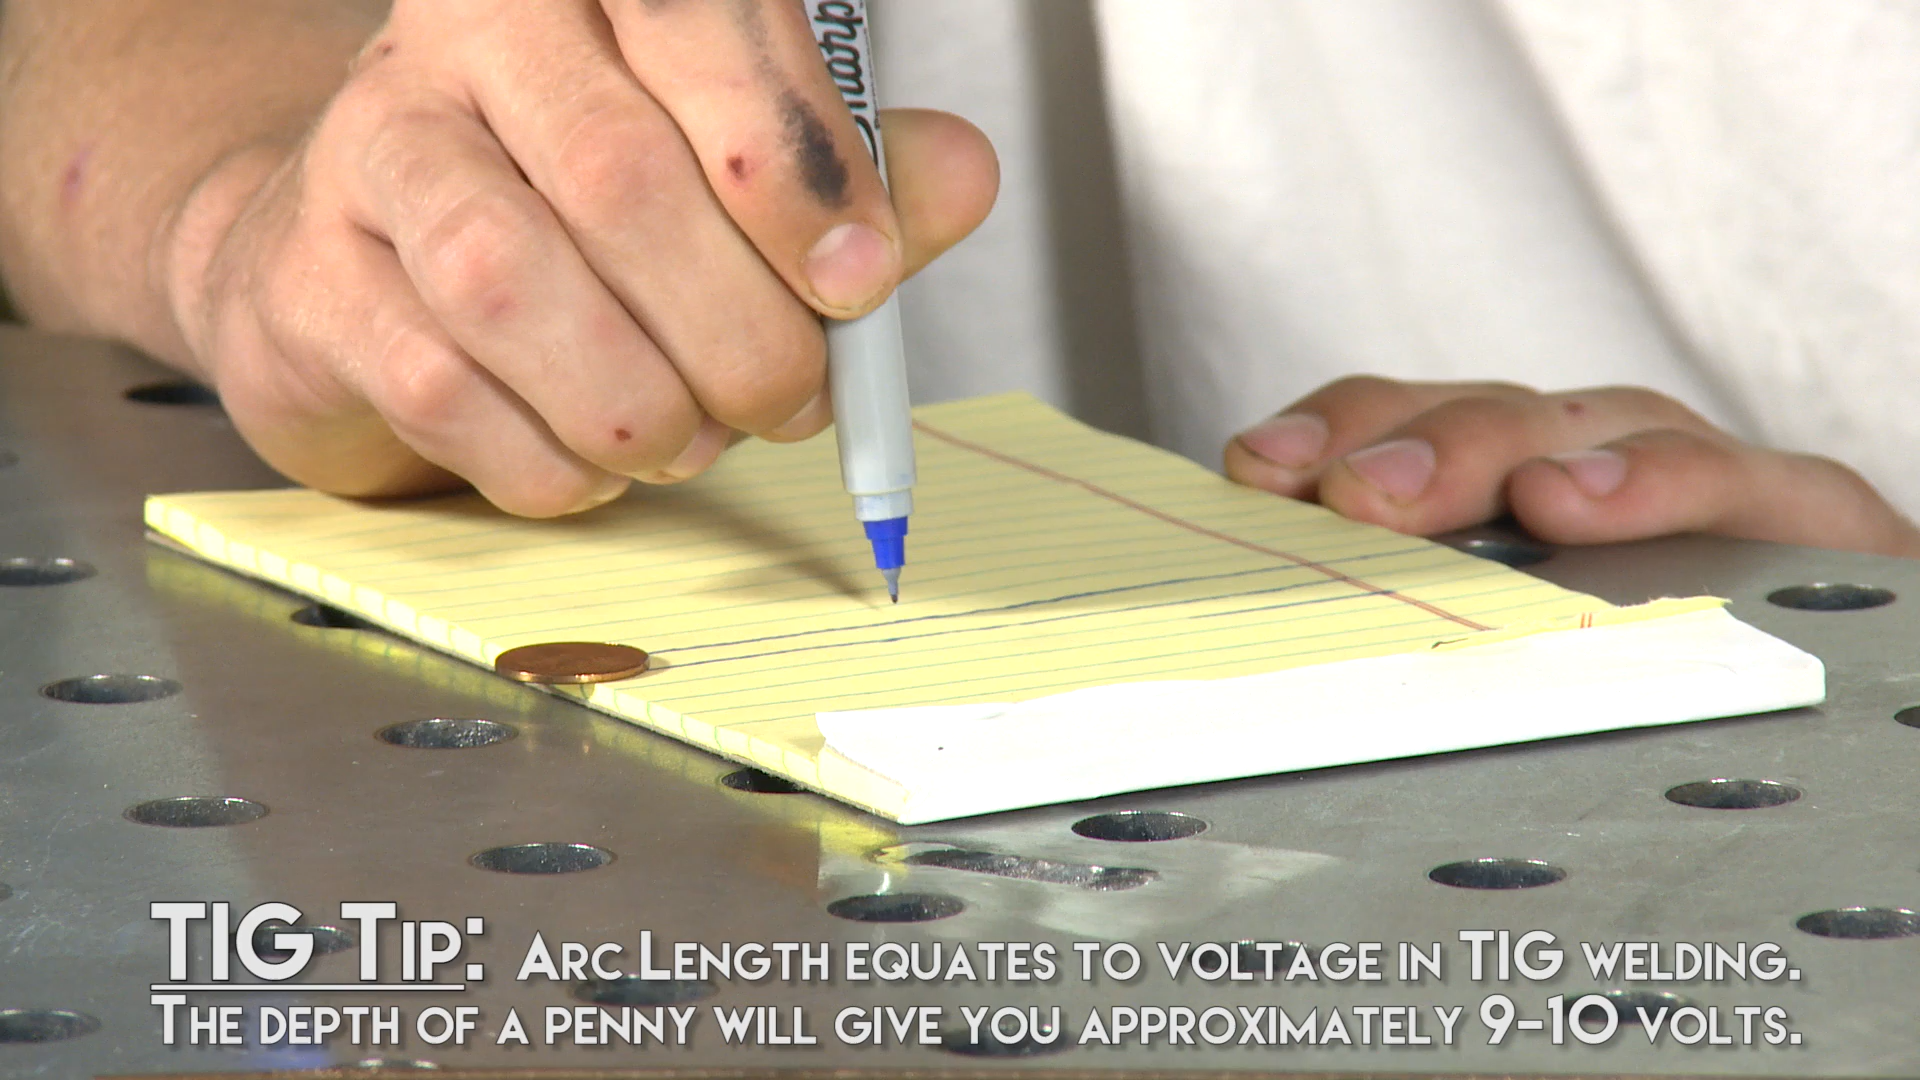 Sharp
TIG Tip: Arc Length equates to voltage in TIG welding.
The depth of a penny will give you approximately 9-10 volts.